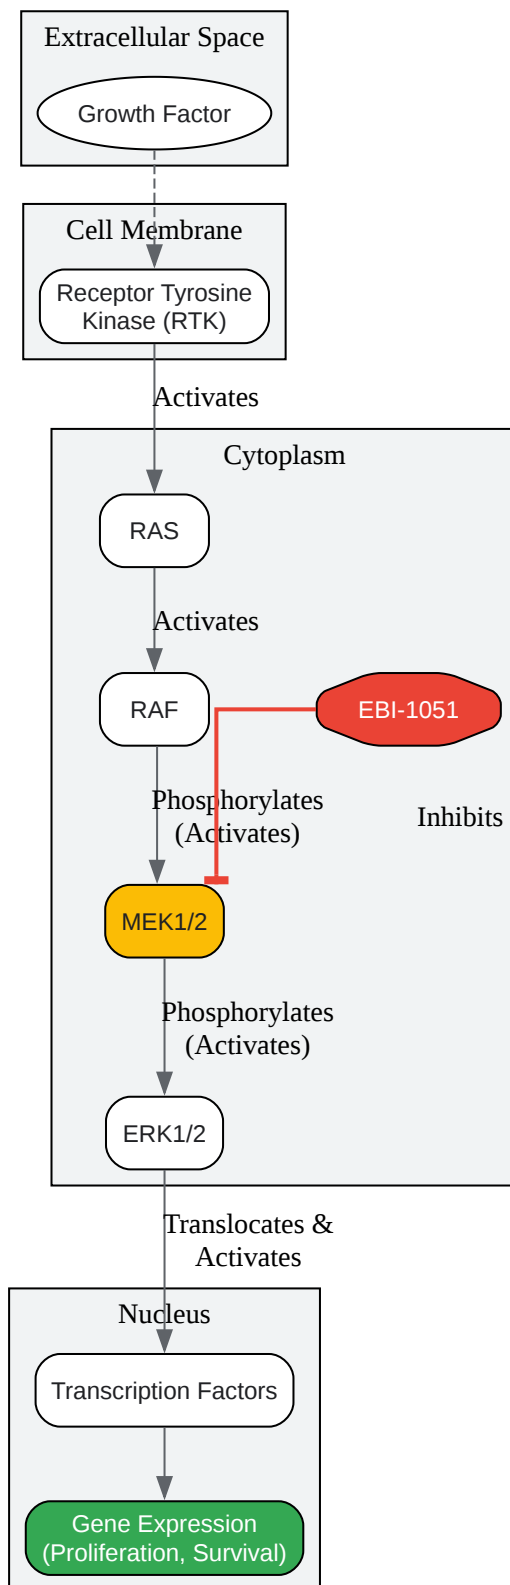 Extracellular Space
Growth Factor
Cell Membrane
Receptor Tyrosine
Kinase (RTK)
Activates
Cytoplasm
RAS
Activates
RAF
EBI-1051
Phosphorylates
(Activates)
Inhibits
MEK1/2
Phosphorylates
(Activates)
ERK1/2
Translocates &
Activates
Nucleus
Transcription Factors
Gene Expression
(Proliferation, Survival)